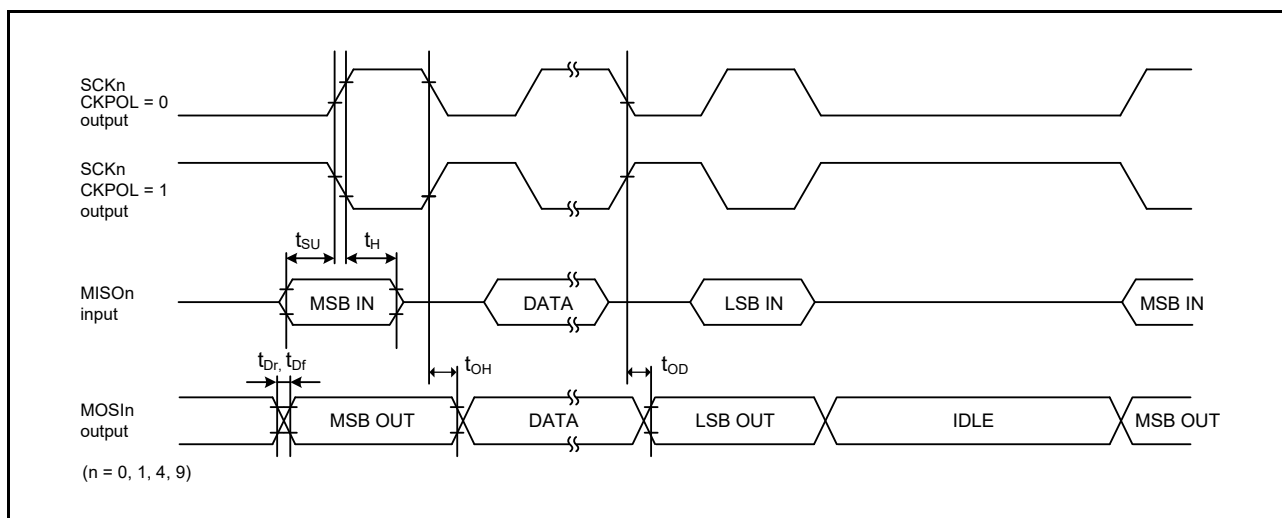 SCKn
CKPOL = 0
output
SCKn
CKPOL = 1
output
tSU
tH
MISOn
input
MSB IN
DATA
LSB IN
MSB IN
tDr, tDf
tOH
tOD
MOSIn
output
MSB OUT
DATA
LSB OUT
IDLE
MSB OUT
(n = 0, 1, 4, 9)